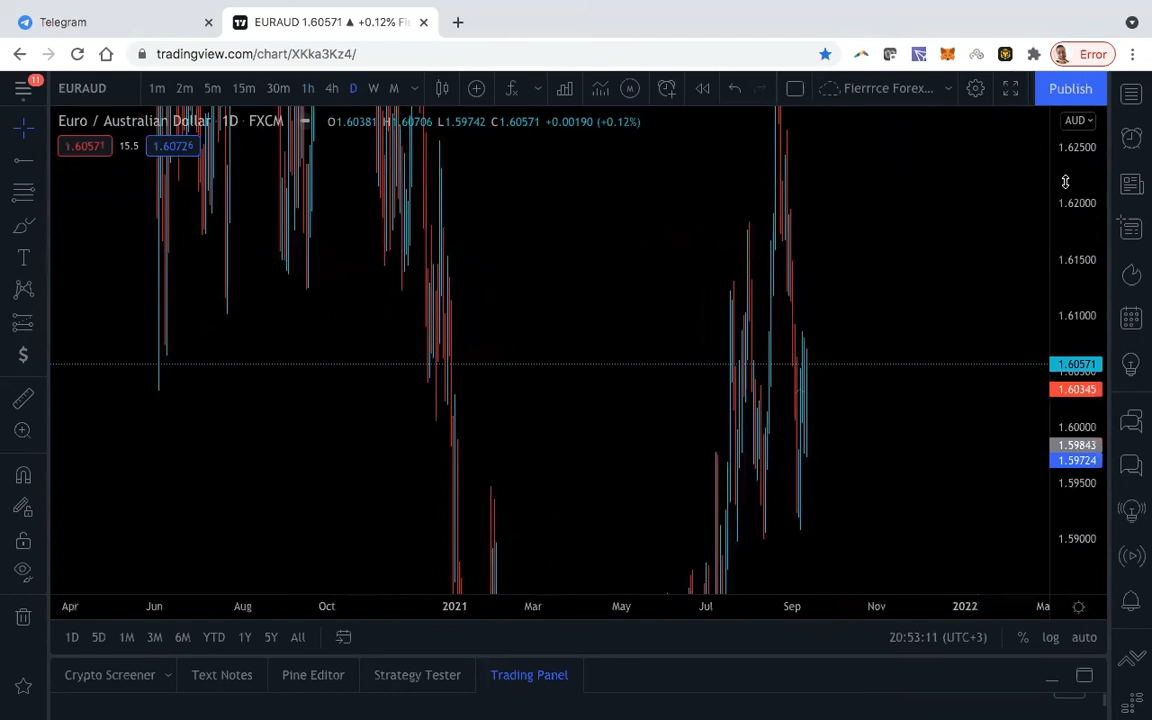 Telegram
EURAUD 1.60571 ▲ +0.12% Fl
tradingview.com/chart/XKka3Kz4/
Error
11
EURAUD
1m 2m 5m 15m 30m 1h 4h D W M
Flerrrce Forex...
Publish
Euro / Australian Dollar 1D FXCM
O1.60381 H1.60706 L1.59742 C1.60571 +0.00190 (+0.12%)
AUD
1.60571
15.5
1.60726
1.62500
1.62000
1.61500
1.61000
1.60571
1.60345
1.60000
1.59843
1.59724
1.59500
1.59000
Apr Jun Aug Oct 2021 Mar May Jul Sep Nov 2022 Ma
1D 5D 1M 3M 6M YTD 1Y 5Y All
20:53:11 (UTC+3)
% log auto
Crypto Screener
Text Notes
Pine Editor
Strategy Tester
Trading Panel